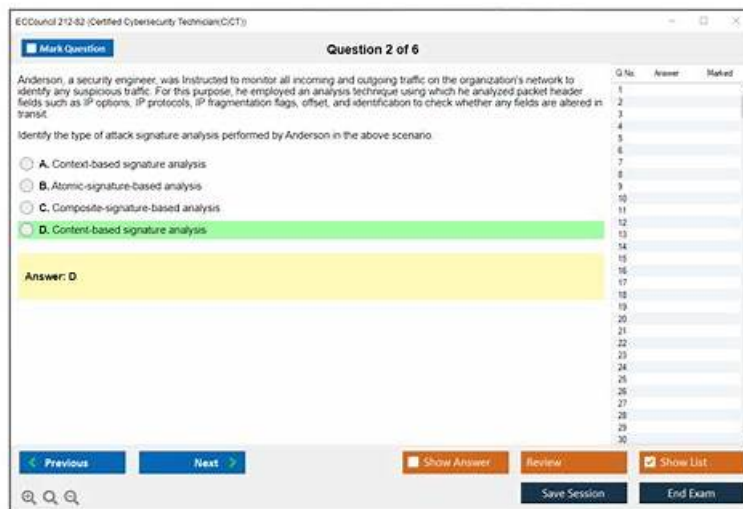 ECCouncil 212-82 (Certified Cybersecurity Technician(C|CT))
Mark Question
Question 2 of 6
Anderson, a security engineer, was Instructed to monitor all incoming and outgoing traffic on the organization's network to
identify any suspicious traffic. For this purpose, he employed an analysis technique using which he analyzed packet header
fields such as IP options, IP protocols, IP fragmentation flags, offset, and identification to check whether any fields are altered in
transit.
Identify the type of attack signature analysis performed by Anderson in the above scenario.
A. Context-based signature analysis
B. Atomic-signature-based analysis
C. Composite-signature-based analysis
D. Content-based signature analysis
Answer: D
Q No. Answer Marked
1
2
3
4
5
6
7
8
9
10
11
12
13
14
15
16
17
18
19
20
21
22
23
24
25
26
27
28
29
30
Previous
Next
Show Answer
Review
Show List
Save Session
End Exam